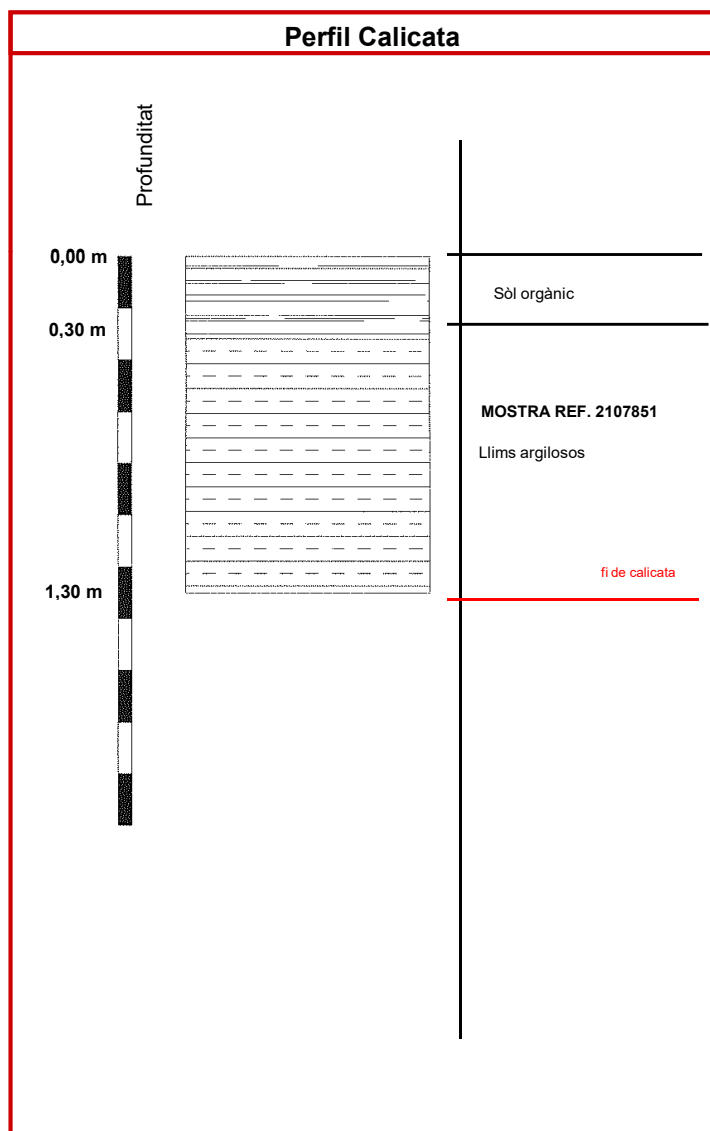 Perfil Calicata
Profunditat
0,00 m
Sòl orgànic
0,30 m
MOSTRA REF. 2107851
Llims argilosos
fi de calicata
1,30 m